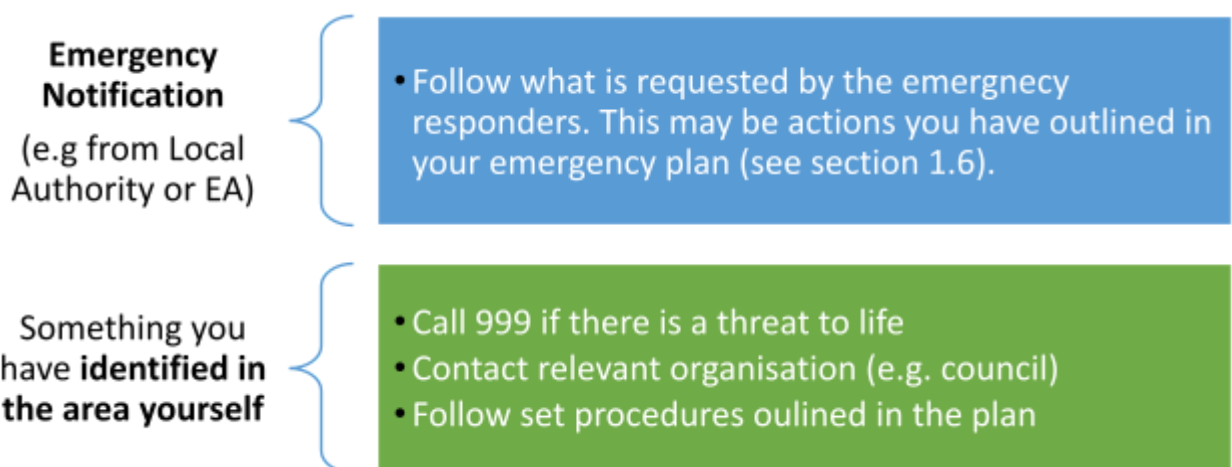 Emergency
Notification
(e.g from Local
Authority or EA)
• Follow what is requested by the emergnecy
responders. This may be actions you have outlined in
your emergency plan (see section 1.6).
Something you
have identified in
the area yourself
• Call 999 if there is a threat to life
• Contact relevant organisation (e.g. council)
• Follow set procedures oulined in the plan